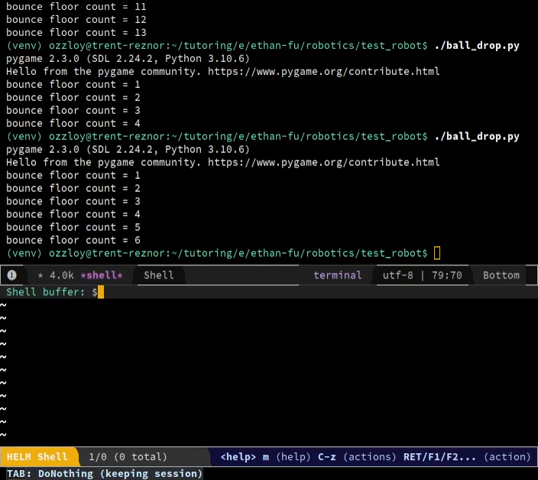 bounce floor count = 11
bounce floor count = 12
bounce floor count = 13
(venv) ozzloy@trent-reznor:~/tutoring/e/ethan-fu/robotics/test_robot$ ./ball_drop.py
pygame 2.3.0 (SDL 2.24.2, Python 3.10.6)
Hello from the pygame community. https://www.pygame.org/contribute.html
bounce floor count = 1
bounce floor count = 2
bounce floor count = 3
bounce floor count = 4
(venv) ozzloy@trent-reznor:~/tutoring/e/ethan-fu/robotics/test_robot$ ./ball_drop.py
pygame 2.3.0 (SDL 2.24.2, Python 3.10.6)
Hello from the pygame community. https://www.pygame.org/contribute.html
bounce floor count = 1
bounce floor count = 2
bounce floor count = 3
bounce floor count = 4
bounce floor count = 5
bounce floor count = 6
(venv) ozzloy@trent-reznor:~/tutoring/e/ethan-fu/robotics/test_robot$
❶ * 4.0k *shell* Shell terminal utf-8 | 79:70 Bottom
Shell buffer: $
~
~
~
~
~
~
~
~
~
~
~
HELM Shell 1/0 (0 total) <help> m (help) C-z (actions) RET/F1/F2... (action)
TAB: DoNothing (keeping session)